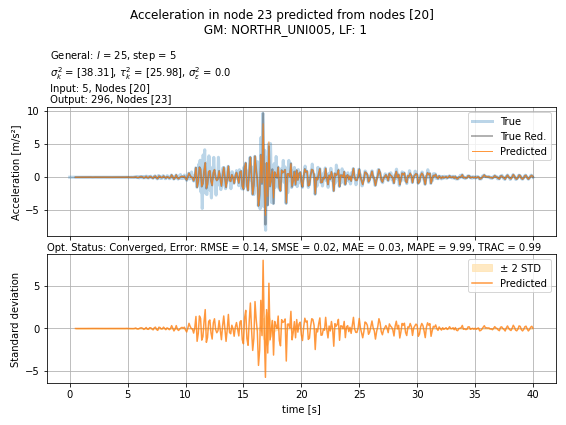 Acceleration in node 23 predicted from nodes [20]
GM: NORTHR_UNI005, LF: 1
General: l = 25, step = 5
σ²ₖ = [38.31], τ²ₖ = [25.98], σ²ε = 0.0
Input: 5, Nodes [20]
Output: 296, Nodes [23]
Acceleration [m/s²]
10
5
0
−5
True
True Red.
Predicted
Opt. Status: Converged, Error: RMSE = 0.14, SMSE = 0.02, MAE = 0.03, MAPE = 9.99, TRAC = 0.99
Standard deviation
5
0
−5
± 2 STD
Predicted
0 5 10 15 20 25 30 35 40
time [s]